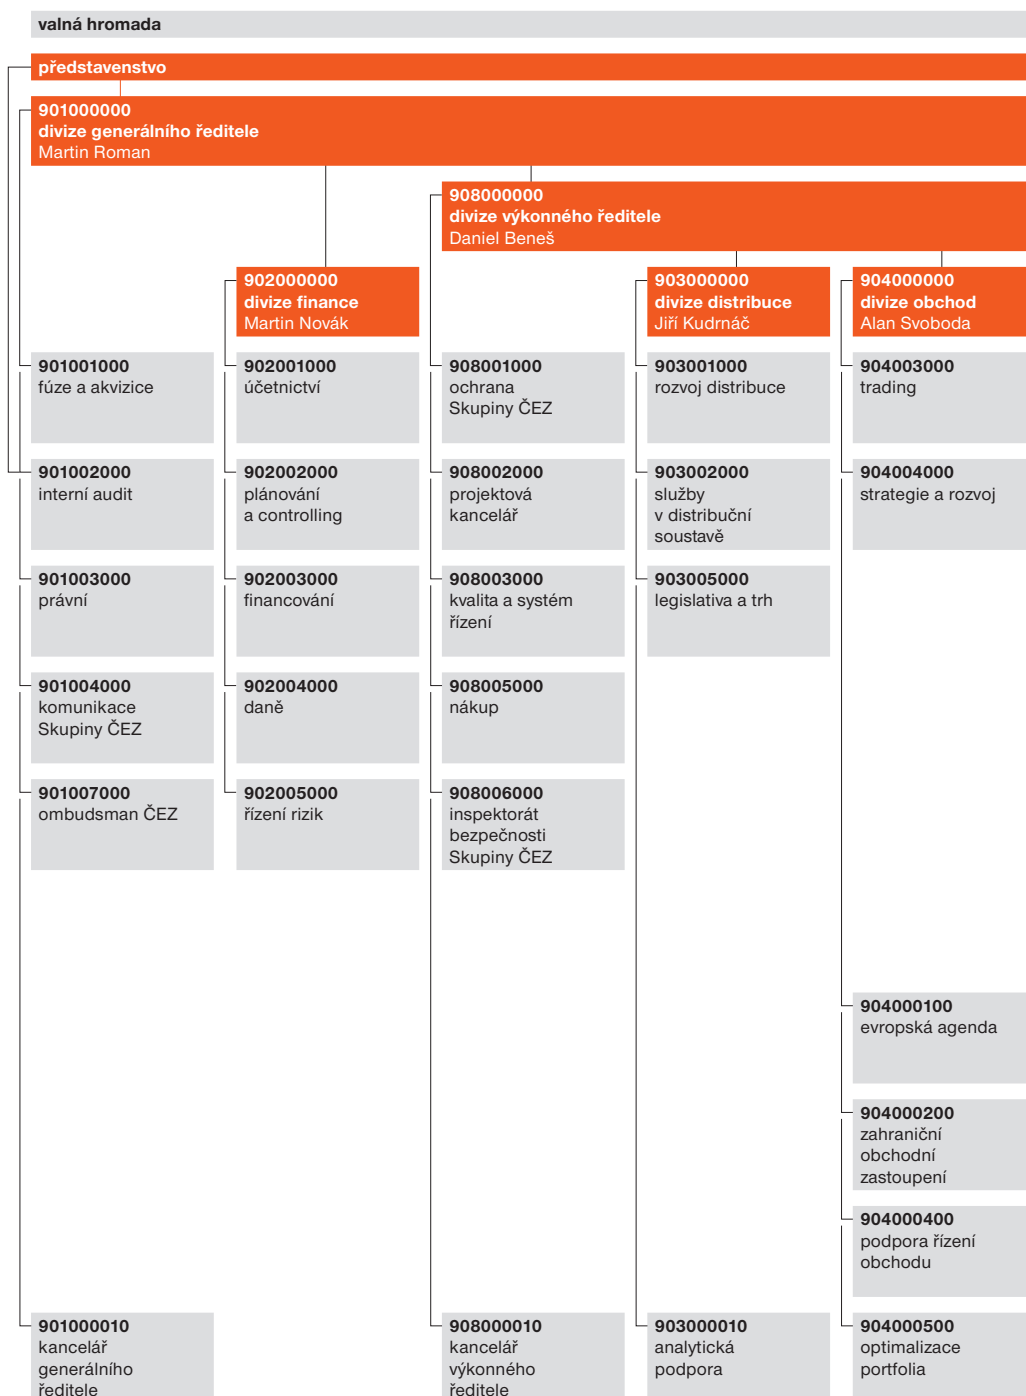 valná hromada
představenstvo
901000000
divize generálního ředitele
Martin Roman
908000000
divize výkonného ředitele
Daniel Beneš
902000000
divize finance
Martin Novák
903000000
divize distribuce
Jiří Kudrnáč
904000000
divize obchod
Alan Svoboda
901001000
fúze a akvizice
902001000
účetnictví
908001000
ochrana
Skupiny ČEZ
903001000
rozvoj distribuce
904003000
trading
901002000
interní audit
902002000
plánování
a controlling
908002000
projektová
kancelář
903002000
služby
v distribuční
soustavě
904004000
strategie a rozvoj
901003000
právní
902003000
financování
908003000
kvalita a systém
řízení
903005000
legislativa a trh
901004000
komunikace
Skupiny ČEZ
902004000
daně
908005000
nákup
901007000
ombudsman ČEZ
902005000
řízení rizik
908006000
inspektorát
bezpečnosti
Skupiny ČEZ
904000100
evropská agenda
904000200
zahraniční
obchodní
zastoupení
904000400
podpora řízení
obchodu
901000010
kancelář
generálního
ředitele
908000010
kancelář
výkonného
ředitele
903000010
analytická
podpora
904000500
optimalizace
portfolia